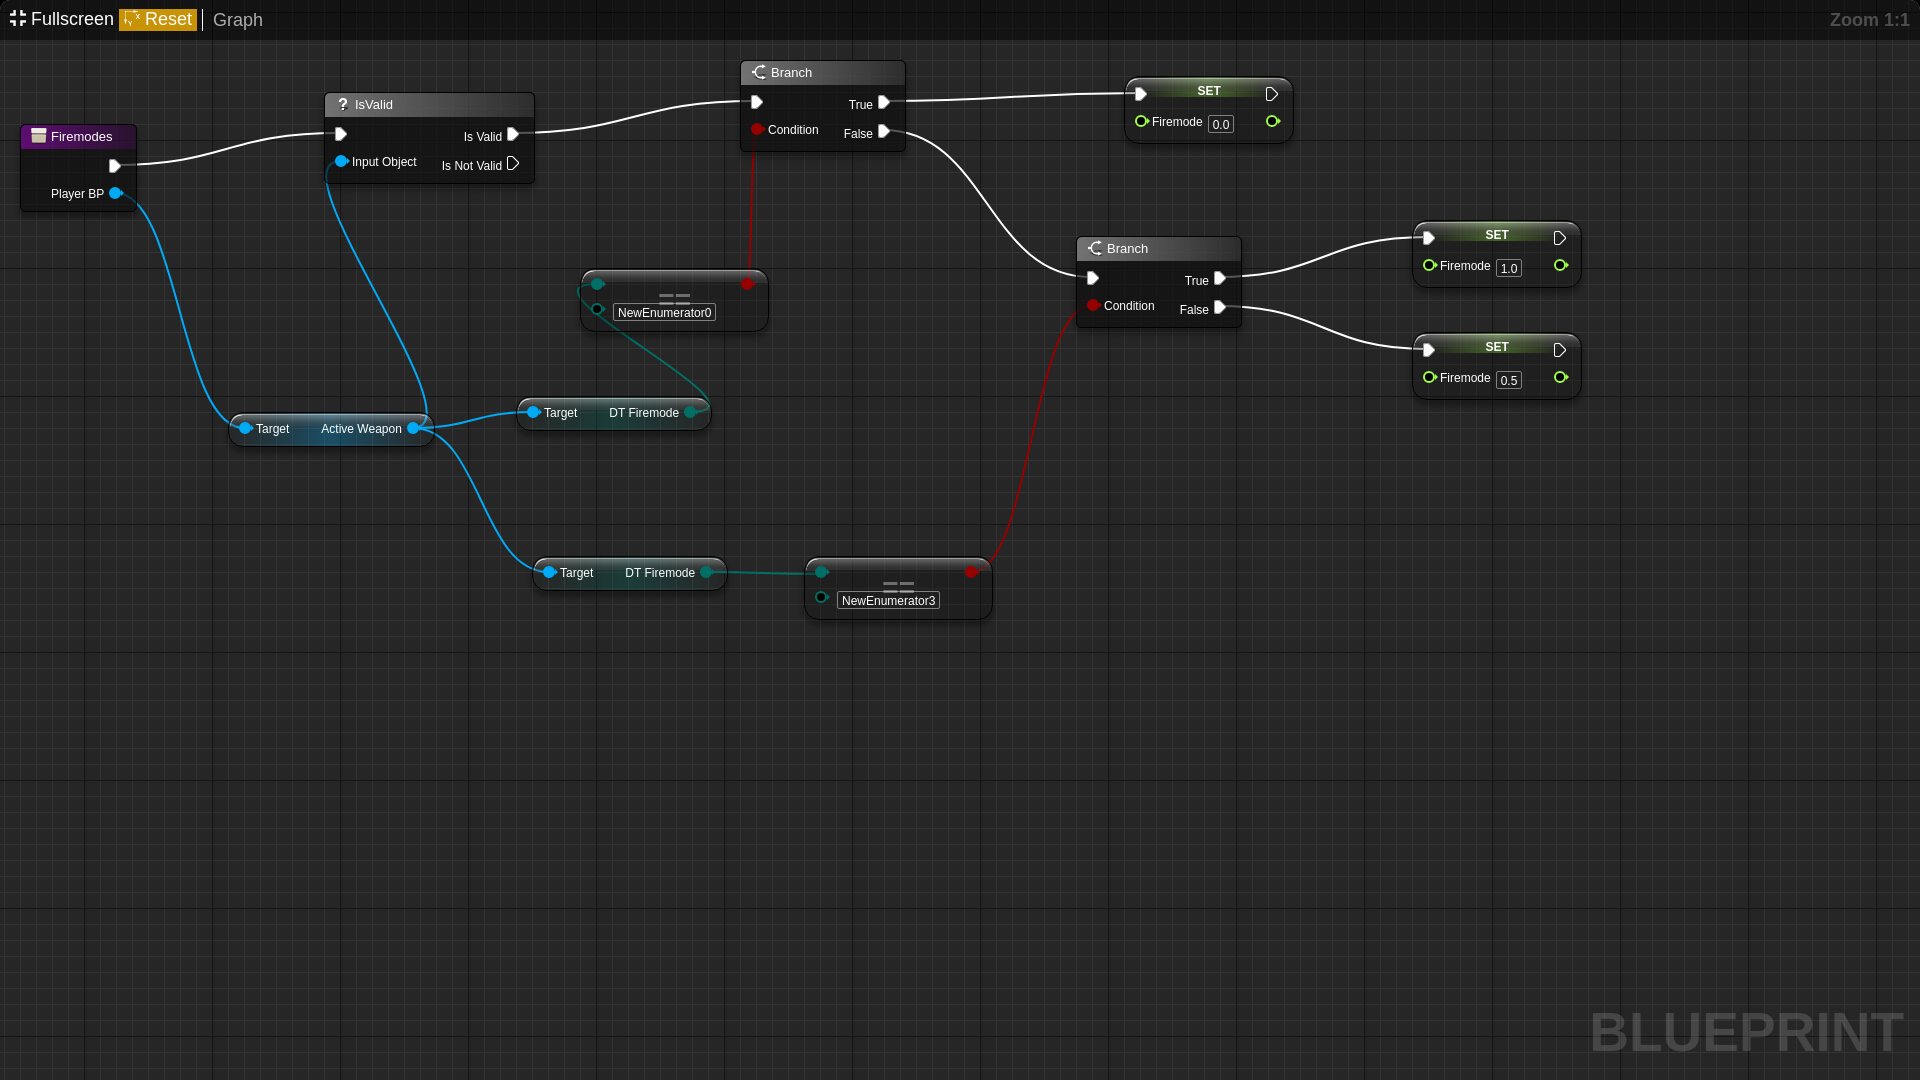 Fullscreen Reset Graph
Zoom 1:1
Firemodes
Player BP
? IsValid
Is Valid
Input Object
Is Not Valid
Branch
True
Condition
False
SET
Firemode 0.0
==
NewEnumerator0
Branch
True
Condition
False
SET
Firemode 1.0
SET
Firemode 0.5
Target Active Weapon
Target DT Firemode
Target DT Firemode
==
NewEnumerator3
BLUEPRINT